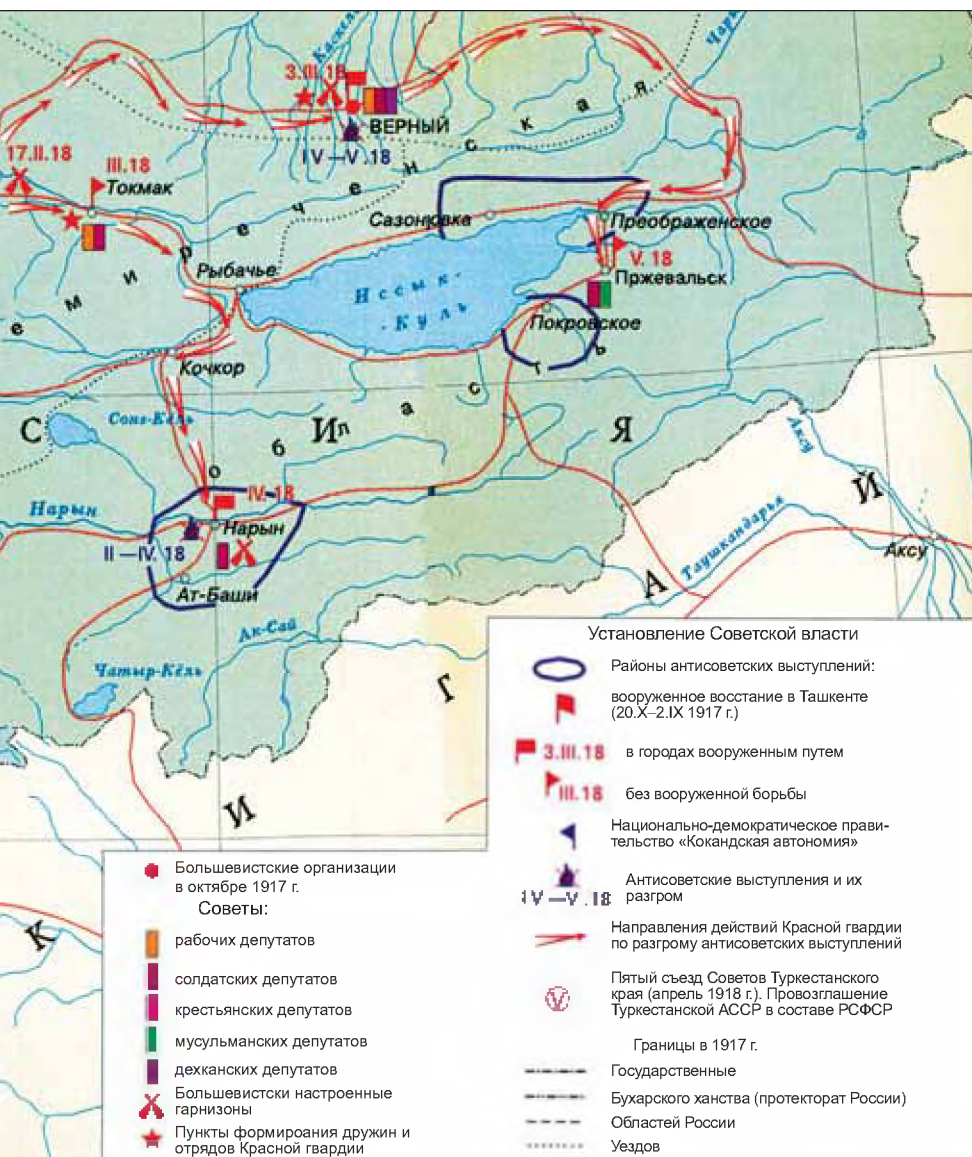 Каскел
Чары
3.III.18
ВЕРНЫЙ
IV—V.18
17.II.18
III.18
Токмак
Семиреченская
Сазоновка
Преображенское
V. 18
Пржевальск
Рыбачье
Иссык-
-Куль
Покровское
Кочкор
область
С И Я
Сонг-Кёль
IV-18
Нарын
Нарын
II —IV. 18
Ат-Баши
Ак-Сай
Чатыр-Кёль
Аксу
Аксу
Таушкандарья
К И Г А Й
Установление Советской власти
Районы антисоветских выступлений:
вооруженное восстание в Ташкенте
(20.X–2.IX 1917 г.)
3.III.18 в городах вооруженным путем
III.18 без вооруженной борьбы
Национально-демократическое прави-
тельство «Кокандская автономия»
IV—V.18 Антисоветские выступления и их
разгром
Направления действий Красной гвардии
по разгрому антисоветских выступлений
V Пятый съезд Советов Туркестанского
края (апрель 1918 г.). Провозглашение
Туркестанской АССР в составе РСФСР
Границы в 1917 г.
Государственные
Бухарского ханства (протекторат России)
Областей России
Уездов
Большевистские организации
в октябре 1917 г.
Советы:
рабочих депутатов
солдатских депутатов
крестьянских депутатов
мусульманских депутатов
дехканских депутатов
Большевистски настроенные
гарнизоны
Пункты формироания дружин и
отрядов Красной гвардии